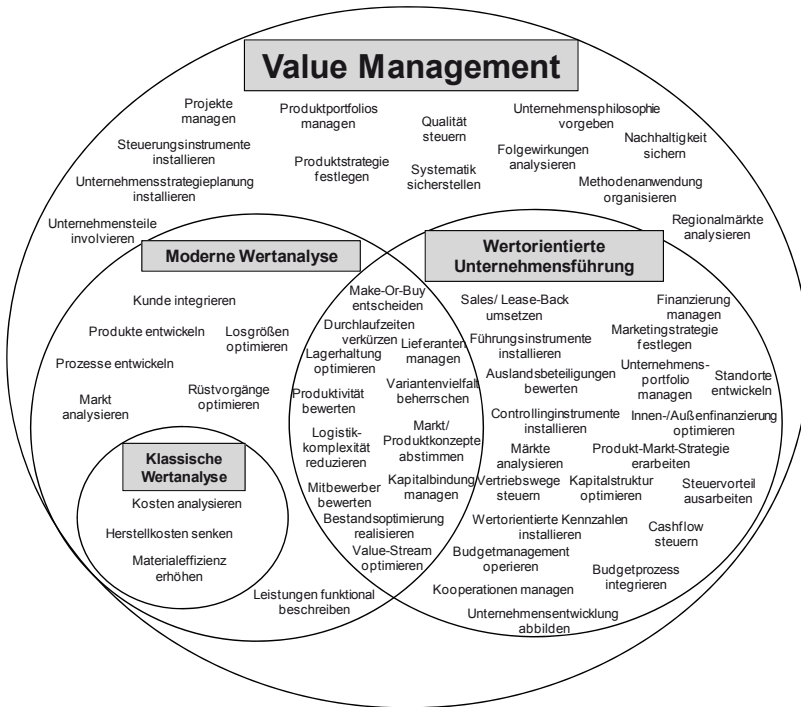 Value Management
Projekte
managen
Produktportfolios
managen
Qualität
steuern
Unternehmensphilosophie
vorgeben
Nachhaltigkeit
sichern
Steuerungsinstrumente
installieren
Produktstrategie
festlegen
Systematik
sicherstellen
Folgewirkungen
analysieren
Unternehmensstrategieplanung
installieren
Methodenanwendung
organisieren
Unternehmensteile
involvieren
Regionalmärkte
analysieren
Moderne Wertanalyse
Kunde integrieren
Produkte entwickeln
Losgrößen
optimieren
Prozesse entwickeln
Markt
analysieren
Rüstvorgänge
optimieren
Klassische
Wertanalyse
Kosten analysieren
Herstellkosten senken
Materialeffizienz
erhöhen
Leistungen funktional
beschreiben
Make-Or-Buy
entscheiden
Durchlaufzeiten
verkürzen
Lieferanten
managen
Lagerhaltung
optimieren
Produktivität
bewerten
Variantenvielfalt
beherrschen
Logistik-
komplexität
reduzieren
Markt/
Produktkonzepte
abstimmen
Mitbewerber
bewerten
Kapitalbindung
managen
Bestandsoptimierung
realisieren
Value-Stream
optimieren
Wertorientierte
Unternehmensführung
Sales/ Lease-Back
umsetzen
Finanzierung
managen
Führungsinstrumente
installieren
Marketingstrategie
festlegen
Auslandsbeteiligungen
bewerten
Unternehmens-
portfolio
managen
Standorte
entwickeln
Controllinginstrumente
installieren
Innen-/Außenfinanzierung
optimieren
Märkte
analysieren
Produkt-Markt-Strategie
erarbeiten
Vertriebswege
steuern
Kapitalstruktur
optimieren
Steuervorteil
ausarbeiten
Wertorientierte Kennzahlen
installieren
Cashflow
steuern
Budgetmanagement
operieren
Budgetprozess
integrieren
Kooperationen managen
Unternehmensentwicklung
abbilden